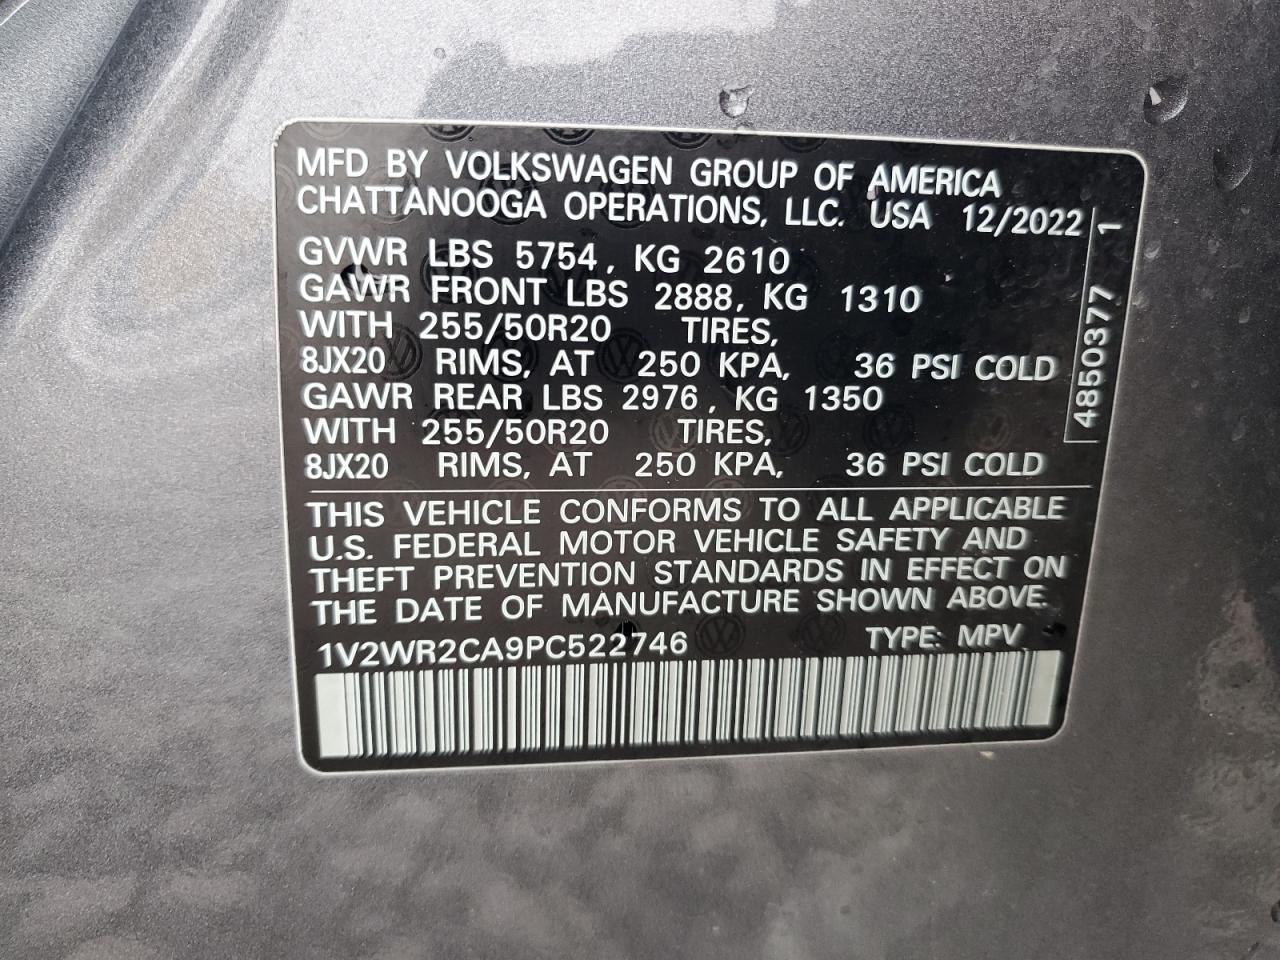 MFD BY VOLKSWAGEN GROUP OF AMERICA
CHATTANOOGA OPERATIONS, LLC. USA 12/2022
GVWR LBS 5754, KG 2610
GAWR FRONT LBS 2888, KG 1310
WITH 255/50R20 TIRES,
8JX20 RIMS, AT 250 KPA, 36 PSI COLD
GAWR REAR LBS 2976, KG 1350
WITH 255/50R20 TIRES,
8JX20 RIMS, AT 250 KPA, 36 PSI COLD
4850377 1
THIS VEHICLE CONFORMS TO ALL APPLICABLE
U.S. FEDERAL MOTOR VEHICLE SAFETY AND
THEFT PREVENTION STANDARDS IN EFFECT ON
THE DATE OF MANUFACTURE SHOWN ABOVE.
1V2WR2CA9PC522746 TYPE: MPV